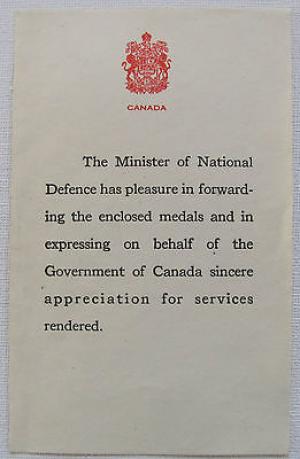 CANADA
The Minister of National
Defence has pleasure in forward-
ing the enclosed medals and in
expressing on behalf of the
Government of Canada sincere
appreciation for services
rendered.